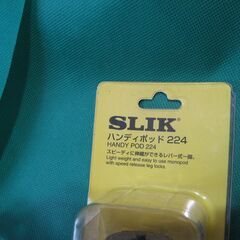 SLIK
ハンディポッド 224
HANDY POD 224
スピーディに伸縮ができるレバー式一脚。
Light weight and easy to use monopod
with speed release leg locks.